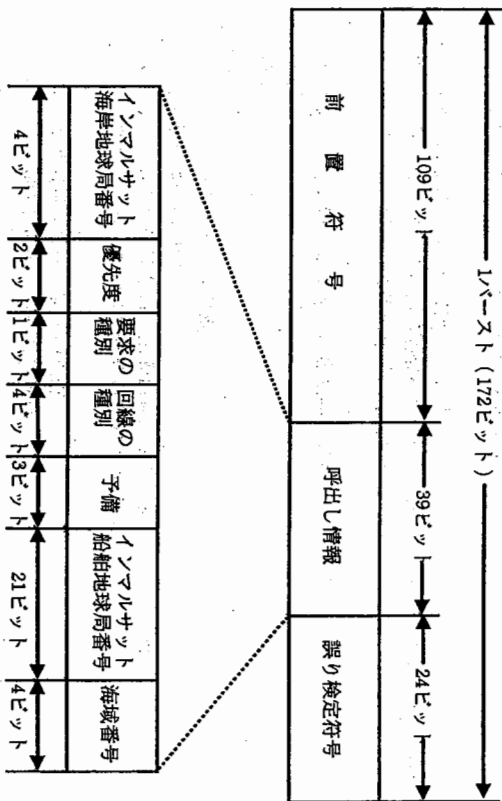 1バースト(172ビット)
109ビット
39ビット
24ビット
前置符号
呼出し情報
誤り検定符号
インマルサット
海岸地球局番号
優先度
要求の
種別
回線の
種別
予備
インマルサット
船舶地球局番号
海域番号
4ビット
2ビット
1ビット
4ビット
3ビット
21ビット
4ビット